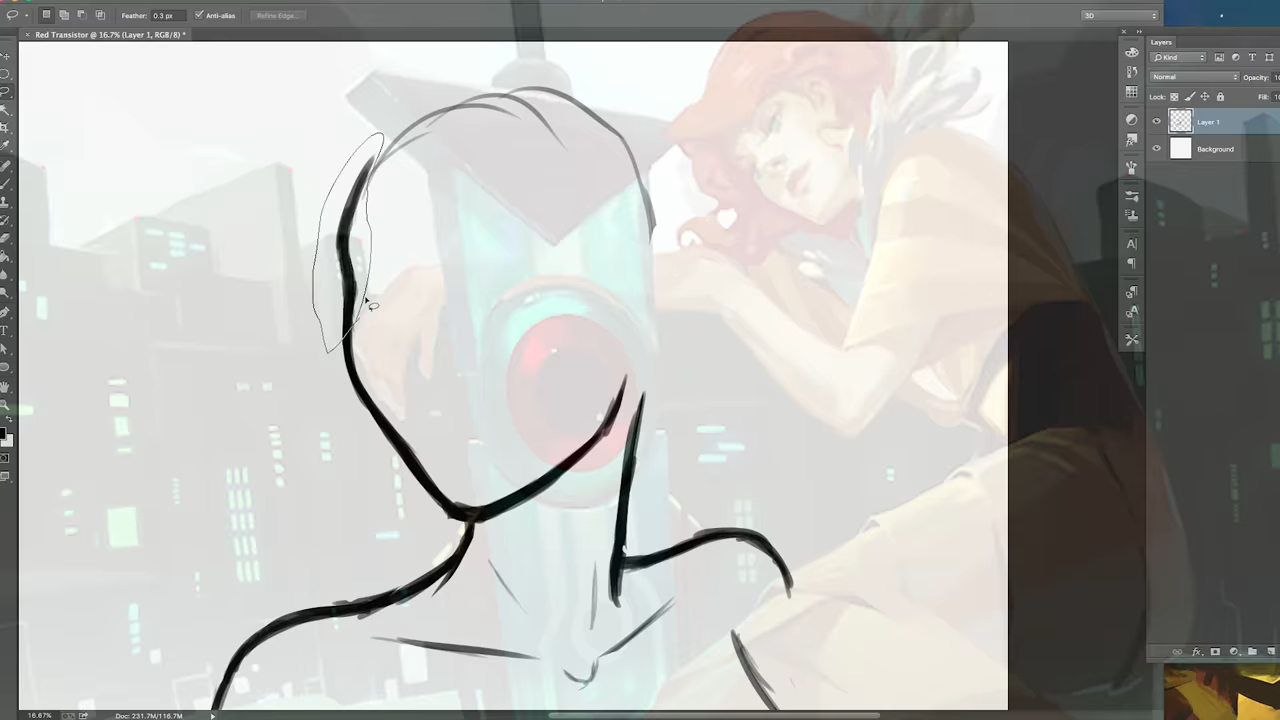 Feather: 0.3 px Anti-alias Refine Edge... 3D
× Red Transistor @ 16.7% (Layer 1, RGB/8) *
Layers
Kind
Normal Opacity:
Lock: Fill:
Layer 1
Background
16.67% Doc: 231.7M/116.7M